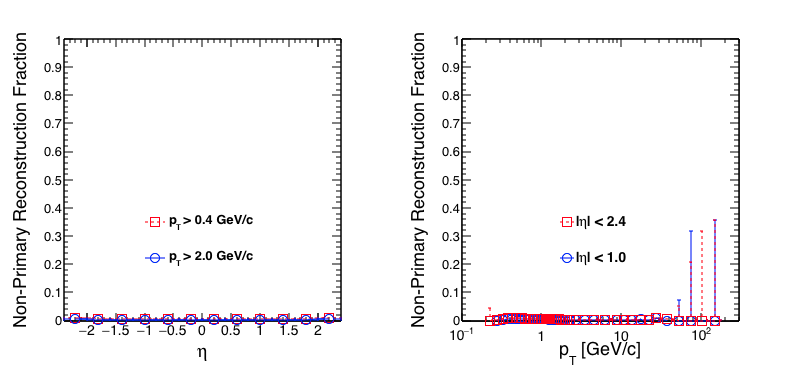 Non-Primary Reconstruction Fraction
1
0.9
0.8
0.7
0.6
0.5
0.4
0.3
0.2
0.1
0
p_T > 0.4 GeV/c
p_T > 2.0 GeV/c
−2 −1.5 −1 −0.5 0 0.5 1 1.5 2
η
Non-Primary Reconstruction Fraction
1
0.9
0.8
0.7
0.6
0.5
0.4
0.3
0.2
0.1
0
|η| < 2.4
|η| < 1.0
10⁻¹ 1 10 10²
p_T [GeV/c]